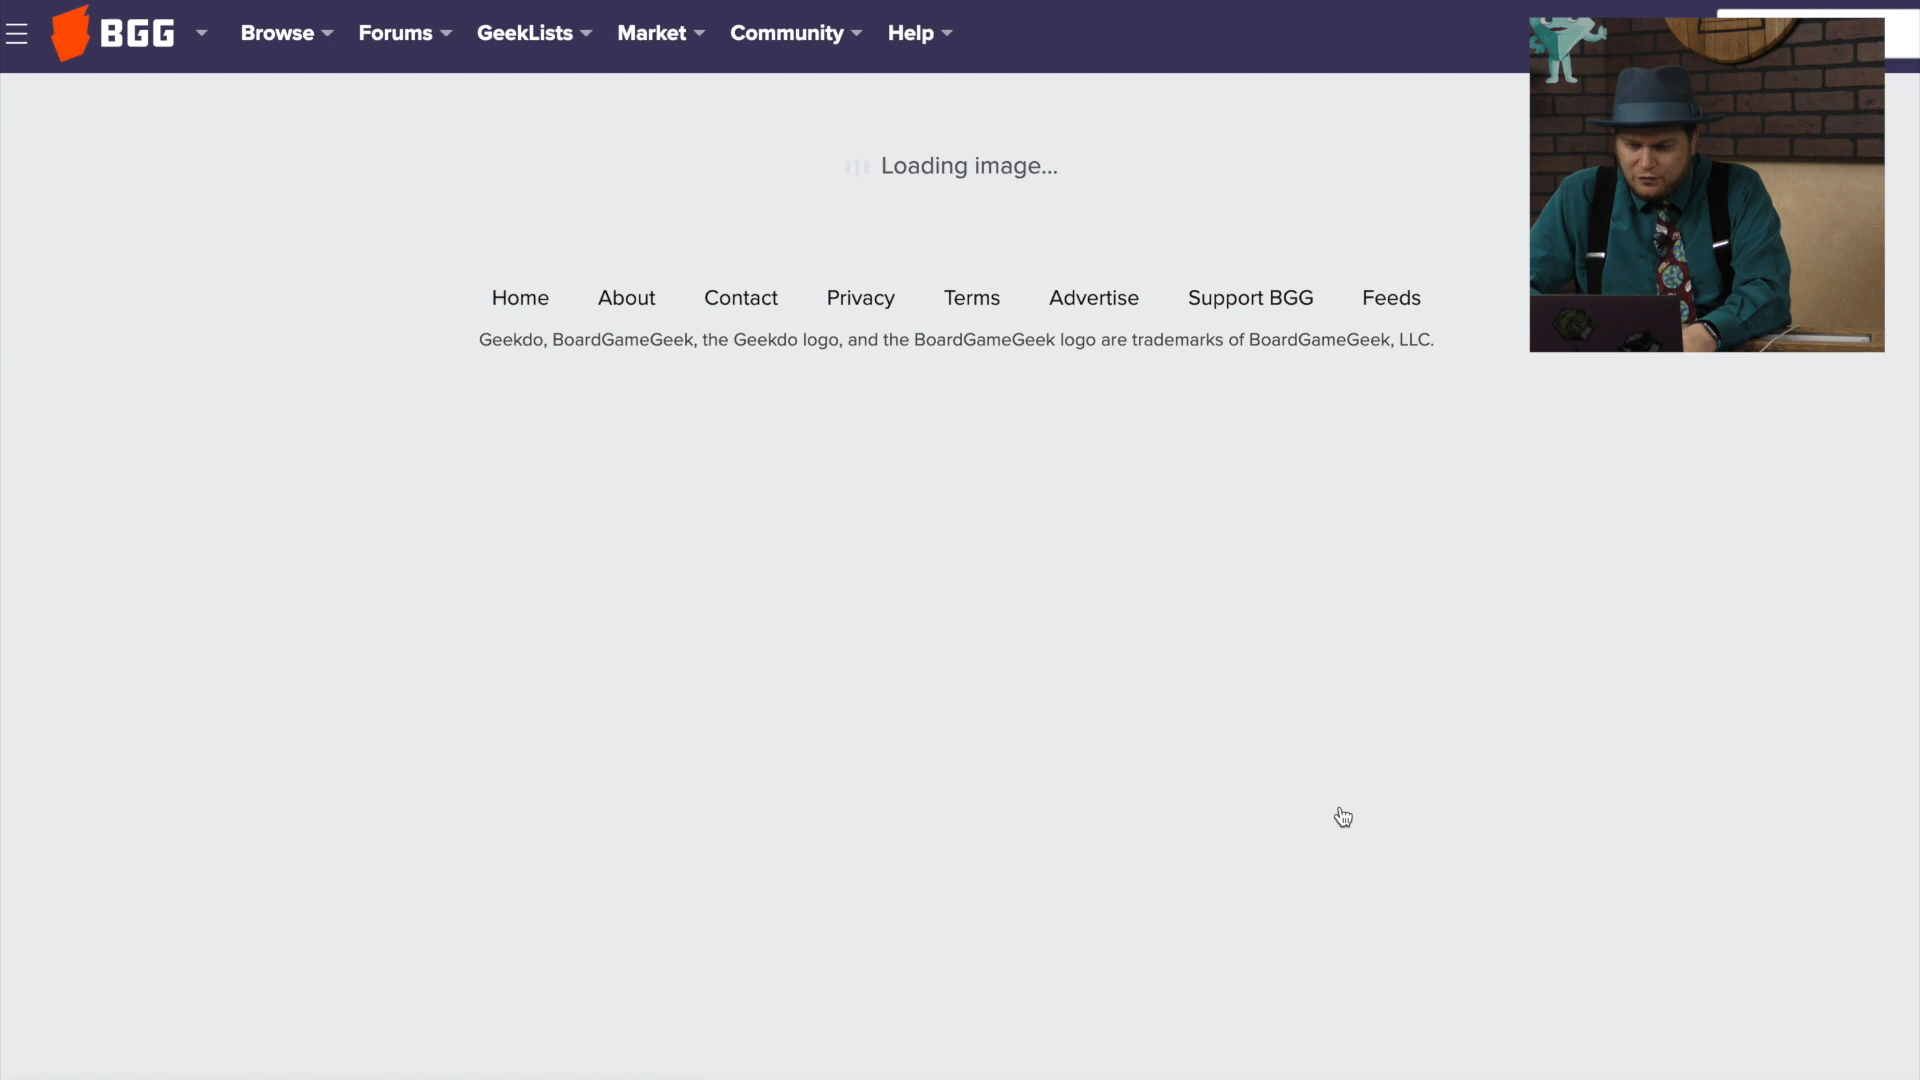 BGG Browse Forums GeekLists Market Community Help
Loading image...
Home About Contact Privacy Terms Advertise Support BGG Feeds
Geekdo, BoardGameGeek, the Geekdo logo, and the BoardGameGeek logo are trademarks of BoardGameGeek, LLC.